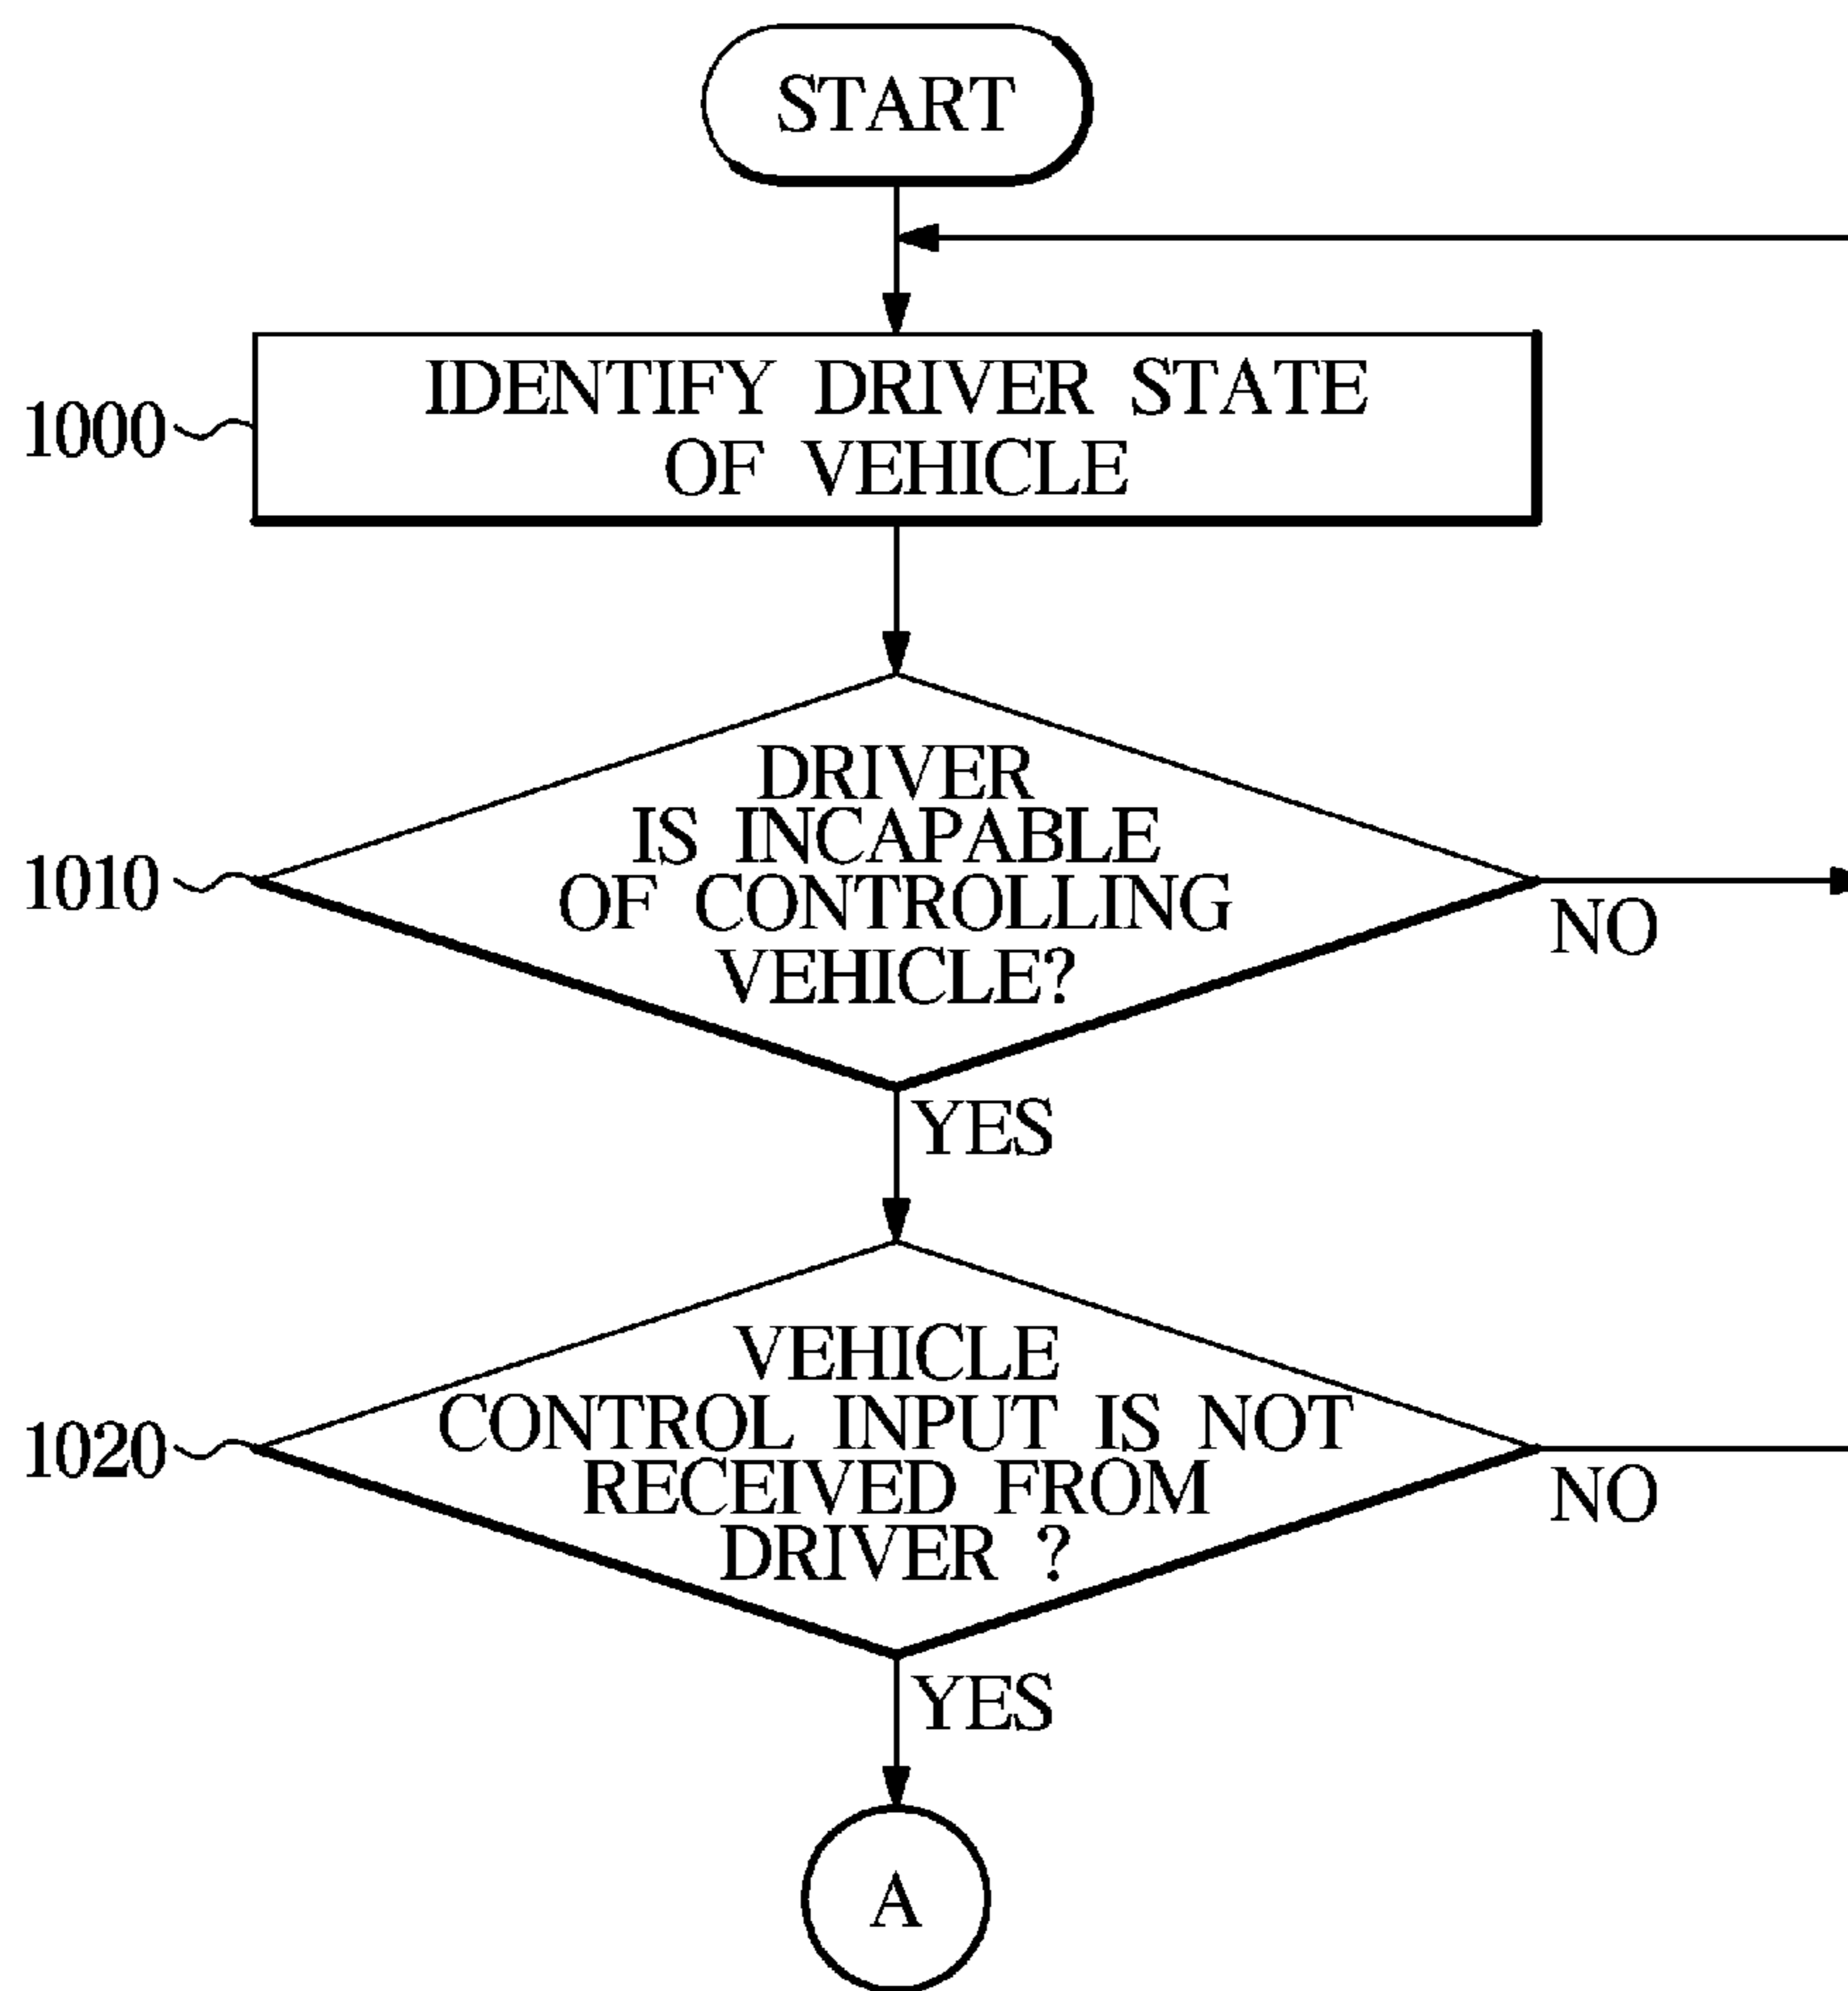 START
IDENTIFY DRIVER STATE
OF VEHICLE
1000
DRIVER
IS INCAPABLE
OF CONTROLLING
VEHICLE?
1010
NO
YES
VEHICLE
CONTROL INPUT IS NOT
RECEIVED FROM
DRIVER ?
1020
NO
YES
A